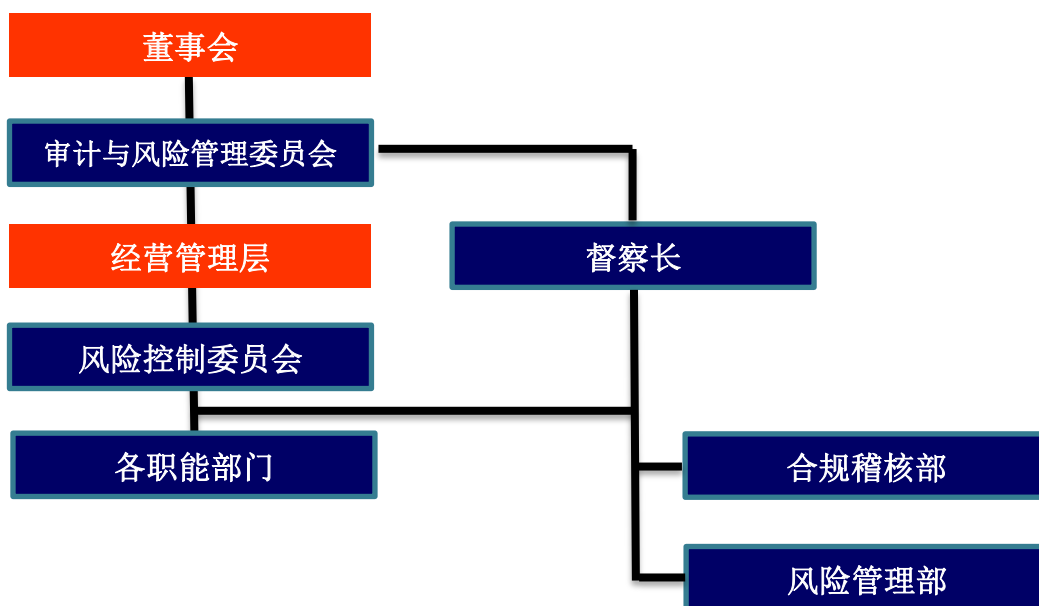 董事会
审计与风险管理委员会
经营管理层
督察长
风险控制委员会
各职能部门
合规稽核部
风险管理部